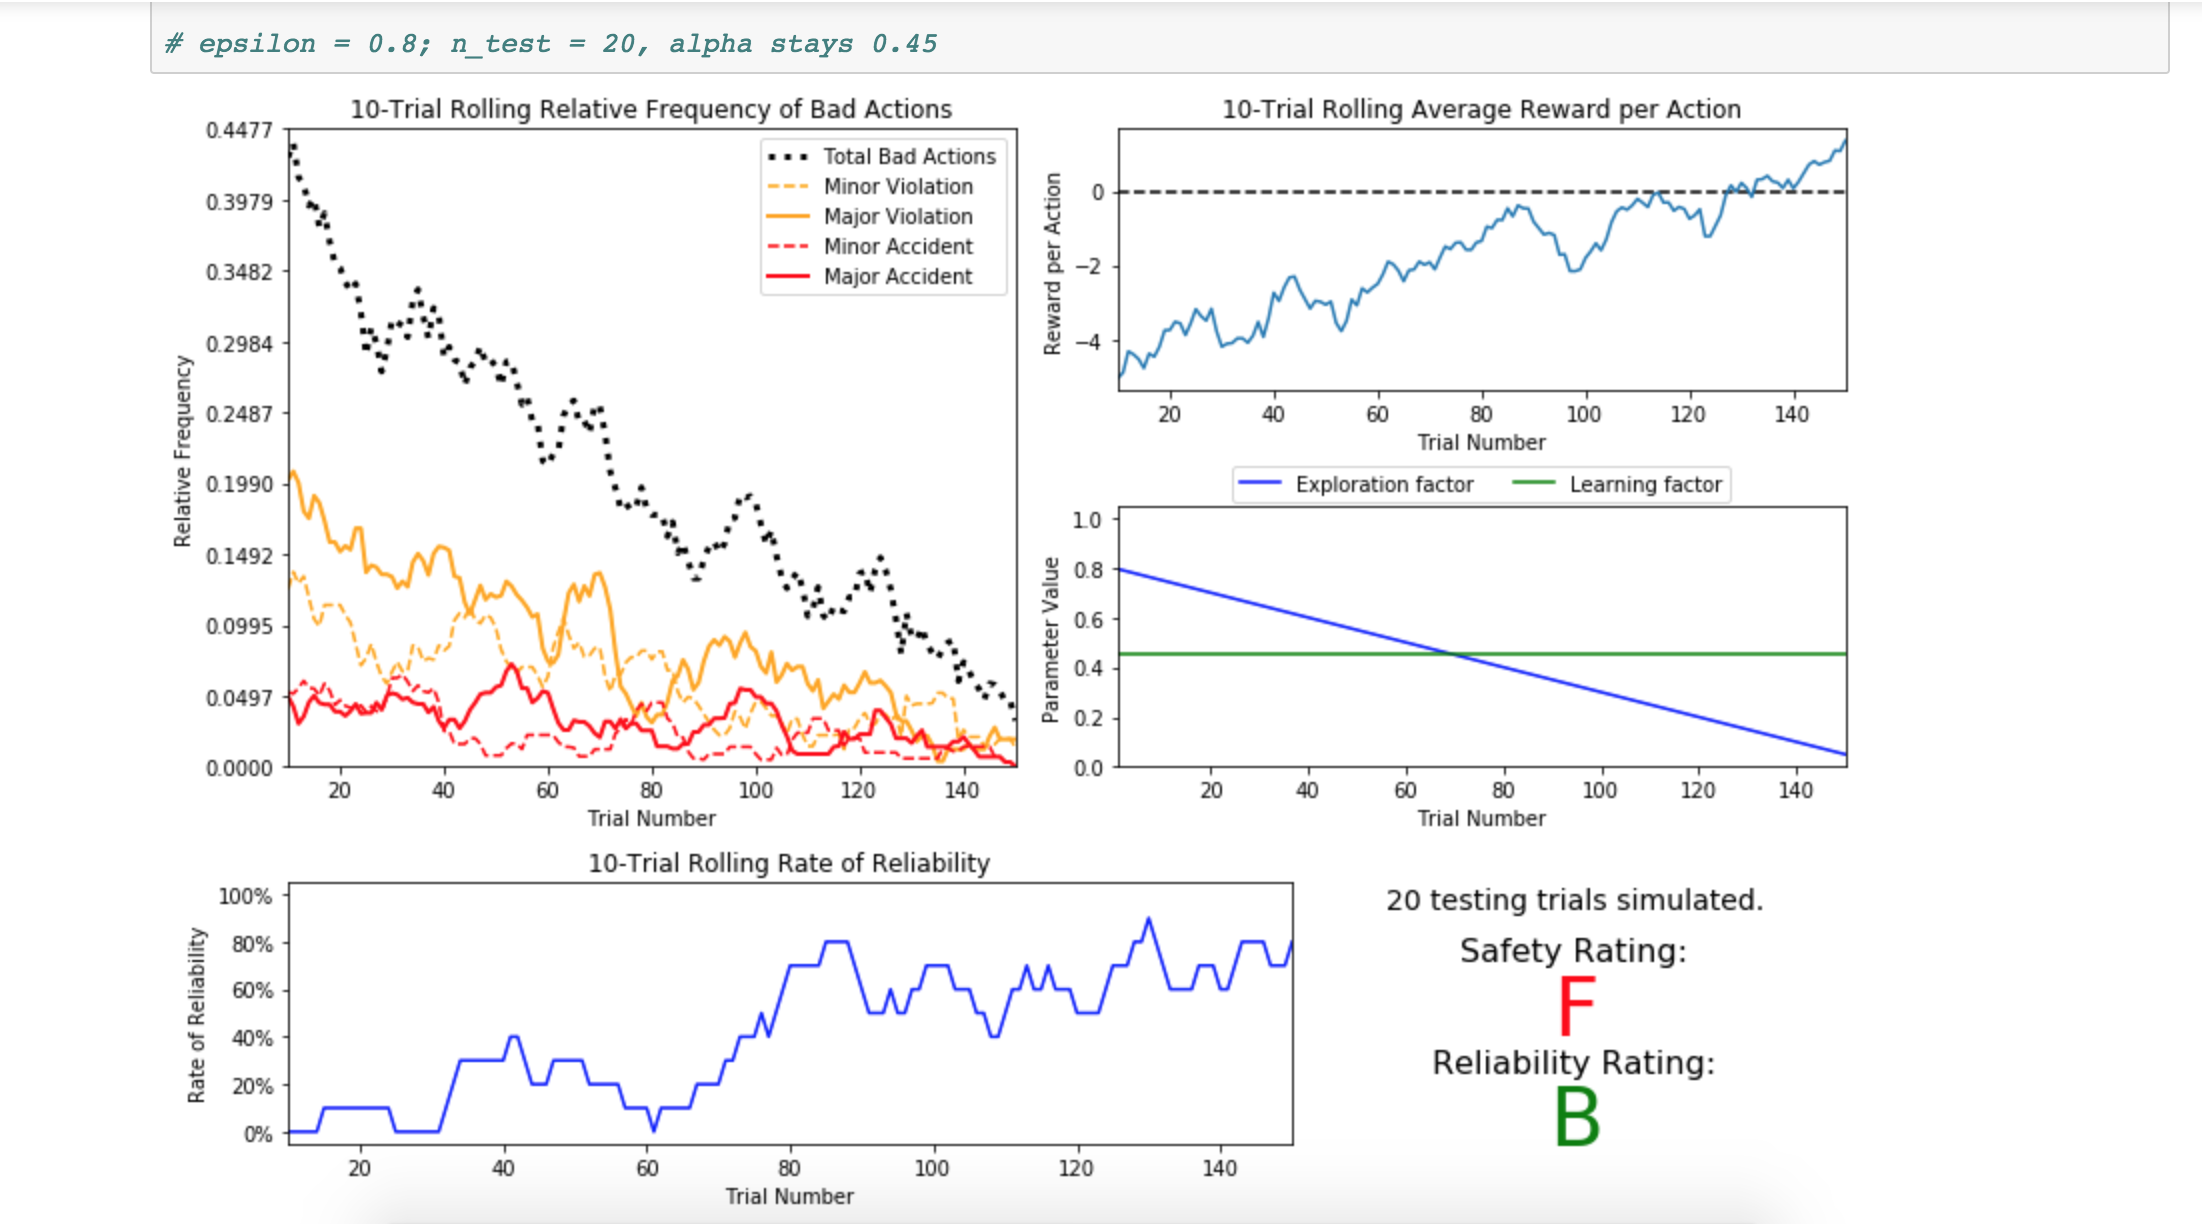 # epsilon = 0.8; n_test = 20, alpha stays 0.45
10-Trial Rolling Relative Frequency of Bad Actions
0.4477
0.3979
0.3482
0.2984
0.2487
0.1990
0.1492
0.0995
0.0497
0.0000
Relative Frequency
Total Bad Actions
Minor Violation
Major Violation
Minor Accident
Major Accident
20 40 60 80 100 120 140
Trial Number
10-Trial Rolling Average Reward per Action
0
−2
−4
Reward per Action
20 40 60 80 100 120 140
Trial Number
Exploration factor Learning factor
1.0
0.8
0.6
0.4
0.2
0.0
Parameter Value
20 40 60 80 100 120 140
Trial Number
10-Trial Rolling Rate of Reliability
100%
80%
60%
40%
20%
0%
Rate of Reliability
20 40 60 80 100 120 140
Trial Number
20 testing trials simulated.
Safety Rating:
F
Reliability Rating:
B